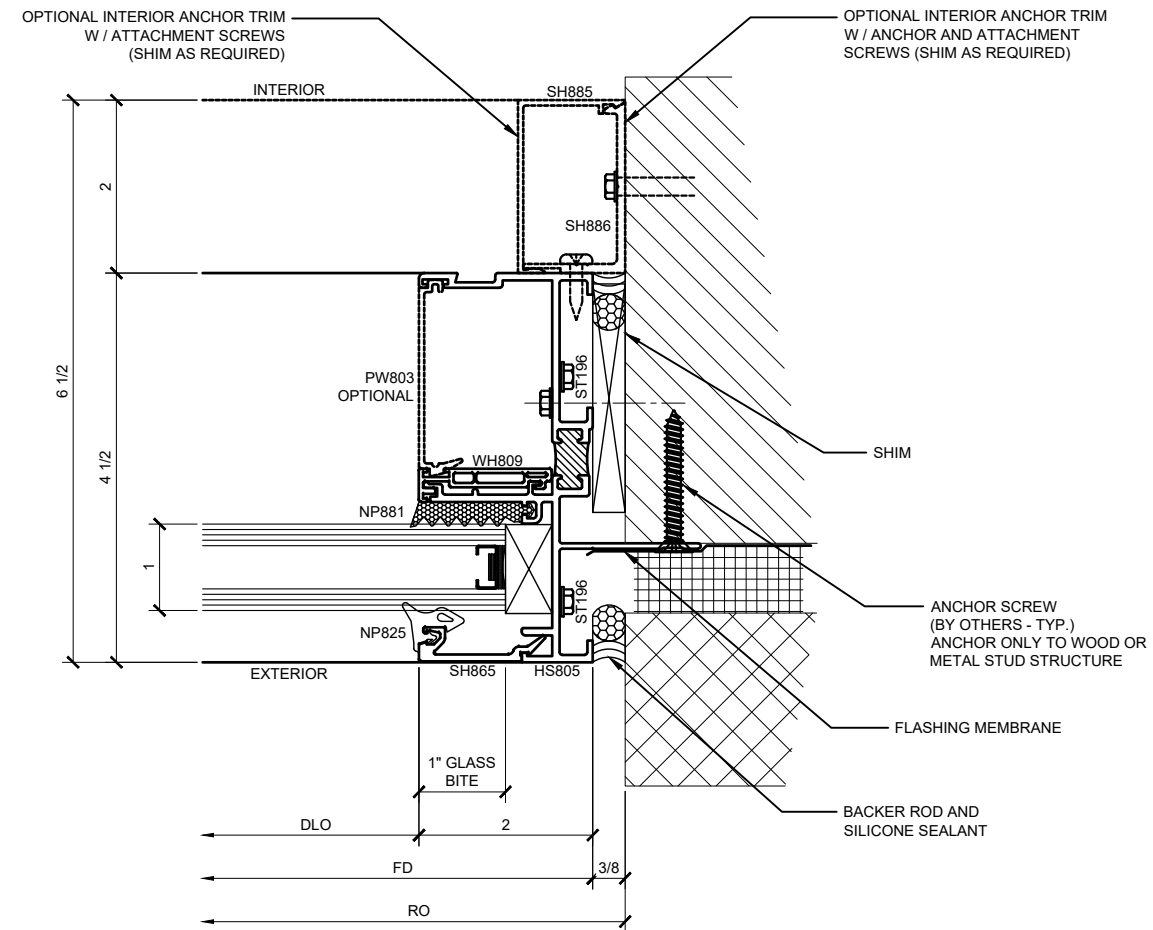 OPTIONAL INTERIOR ANCHOR TRIM
W / ATTACHMENT SCREWS
(SHIM AS REQUIRED)
OPTIONAL INTERIOR ANCHOR TRIM
W / ANCHOR AND ATTACHMENT
SCREWS (SHIM AS REQUIRED)
INTERIOR
SH885
2
SH886
6 1/2
4 1/2
PW803
OPTIONAL
ST196
SHIM
WH809
NP881
1
ST196
NP825
ANCHOR SCREW
(BY OTHERS - TYP.)
ANCHOR ONLY TO WOOD OR
METAL STUD STRUCTURE
EXTERIOR
SH865
HS805
FLASHING MEMBRANE
1" GLASS
BITE
BACKER ROD AND
SILICONE SEALANT
DLO
2
FD
3/8
RO